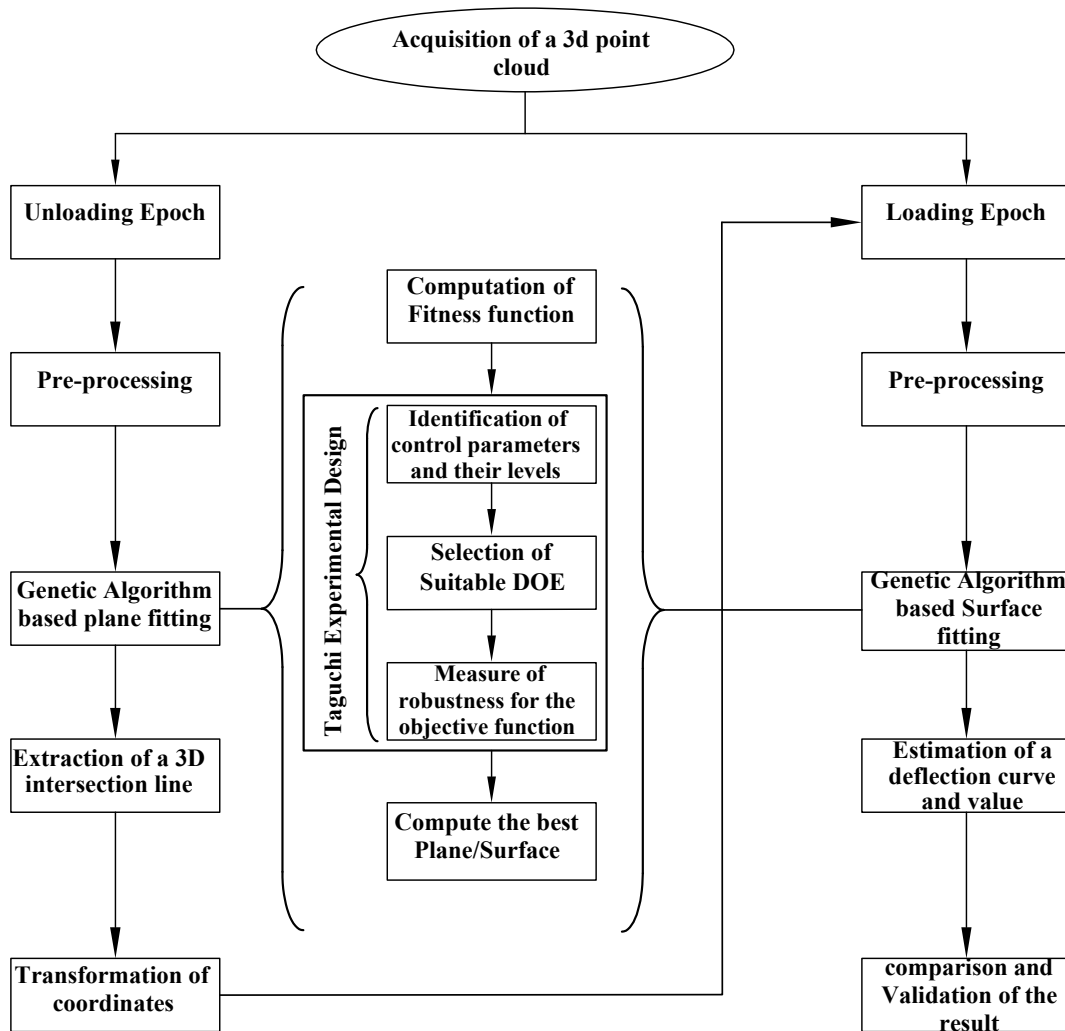 Acquisition of a 3d point
cloud
Unloading Epoch
Pre-processing
Genetic Algorithm
based plane fitting
Extraction of a 3D
intersection line
Transformation of
coordinates
Computation of
Fitness function
Taguchi Experimental Design
Identification of
control parameters
and their levels
Selection of
Suitable DOE
Measure of
robustness for the
objective function
Compute the best
Plane/Surface
Loading Epoch
Pre-processing
Genetic Algorithm
based Surface
fitting
Estimation of a
deflection curve
and value
comparison and
Validation of the
result